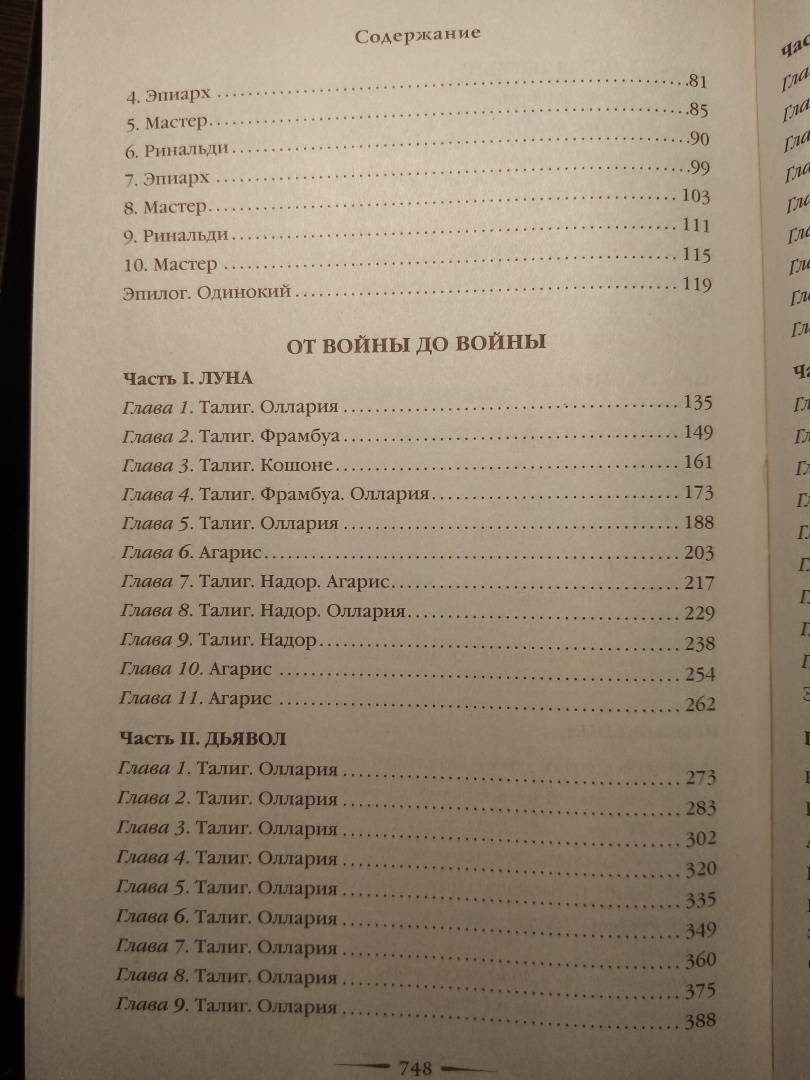 Содержание
4. Эпиарх 81
5. Мастер 85
6. Ринальди 90
7. Эпиарх 99
8. Мастер 103
9. Ринальди 111
10. Мастер 115
Эпилог. Одинокий 119
ОТ ВОЙНЫ ДО ВОЙНЫ
Часть I. ЛУНА
Глава 1. Талиг. Оллария 135
Глава 2. Талиг. Фрамбуа 149
Глава 3. Талиг. Кошоне 161
Глава 4. Талиг. Фрамбуа. Оллария 173
Глава 5. Талиг. Оллария 188
Глава 6. Агарис 203
Глава 7. Талиг. Надор. Агарис 217
Глава 8. Талиг. Надор. Оллария 229
Глава 9. Талиг. Надор 238
Глава 10. Агарис 254
Глава 11. Агарис 262
Часть II. ДЬЯВОЛ
Глава 1. Талиг. Оллария 273
Глава 2. Талиг. Оллария 283
Глава 3. Талиг. Оллария 302
Глава 4. Талиг. Оллария 320
Глава 5. Талиг. Оллария 335
Глава 6. Талиг. Оллария 349
Глава 7. Талиг. Оллария 360
Глава 8. Талиг. Оллария 375
Глава 9. Талиг. Оллария 388
748